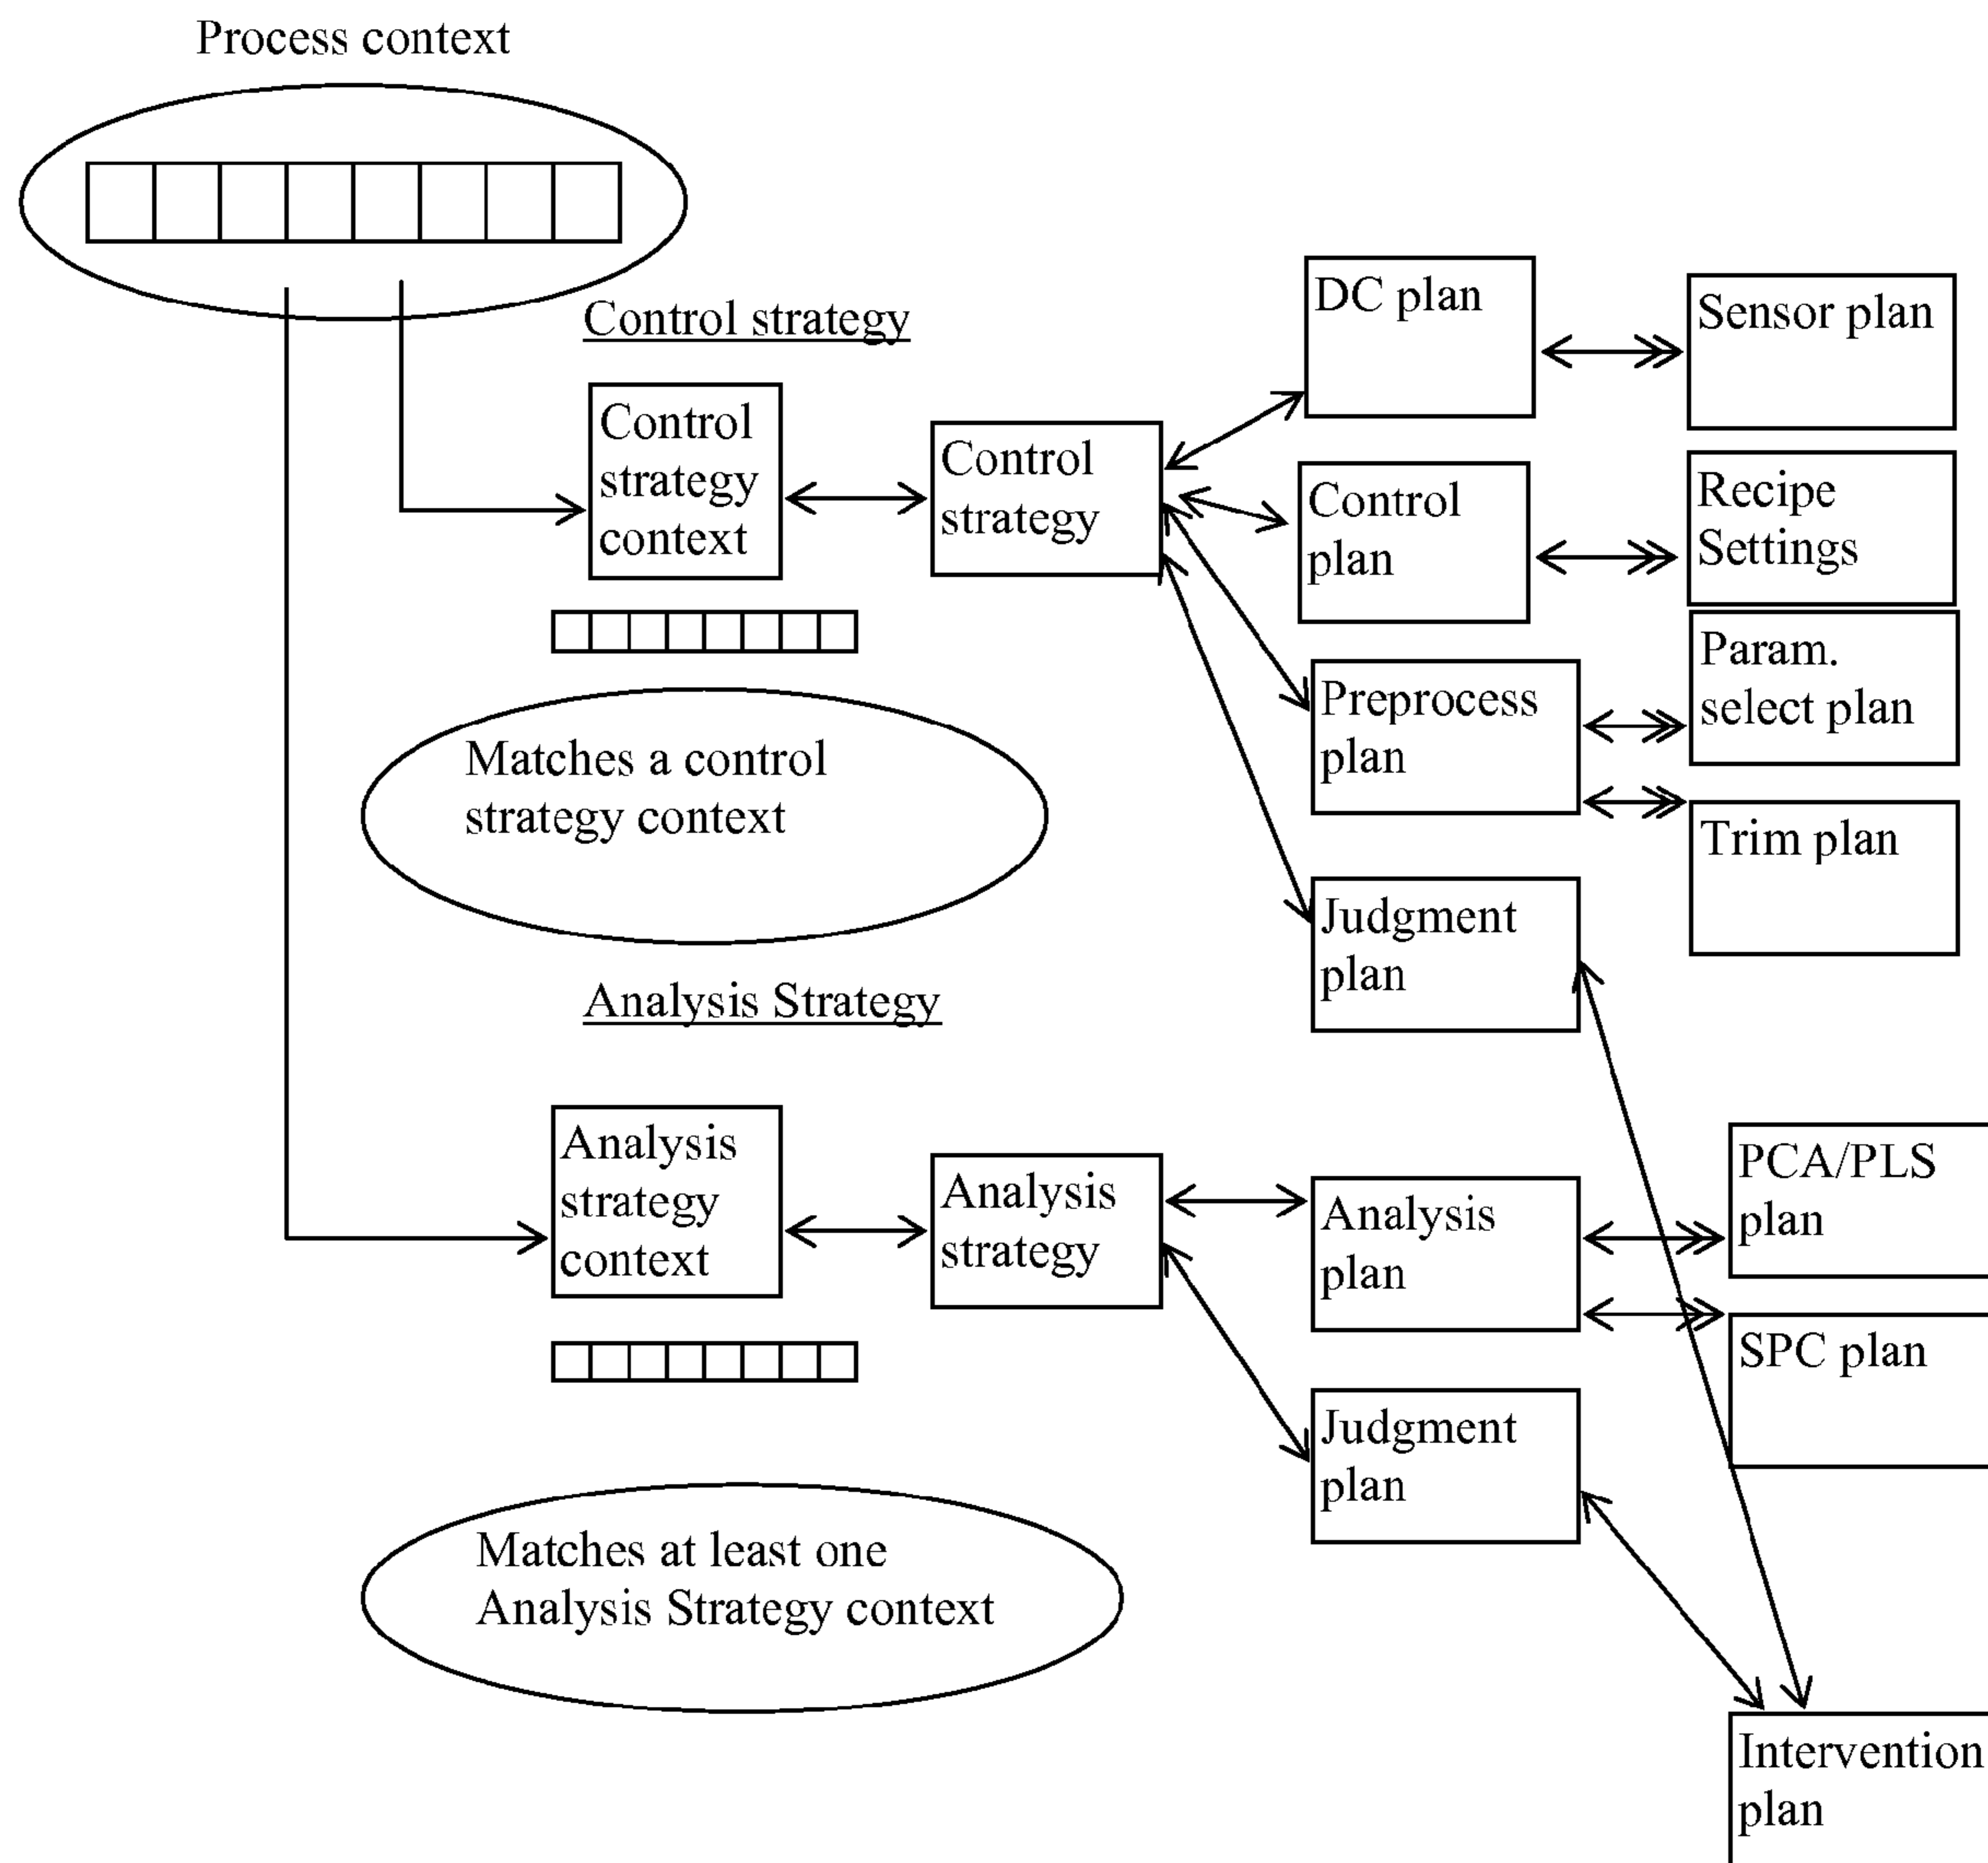 Process context
Control strategy
Control
strategy
context
Control
strategy
DC plan
Sensor plan
Control
plan
Recipe
Settings
Preprocess
plan
Param.
select plan
Trim plan
Judgment
plan
Matches a control
strategy context
Analysis Strategy
Analysis
strategy
context
Analysis
strategy
Analysis
plan
PCA/PLS
plan
SPC plan
Judgment
plan
Matches at least one
Analysis Strategy context
Intervention
plan